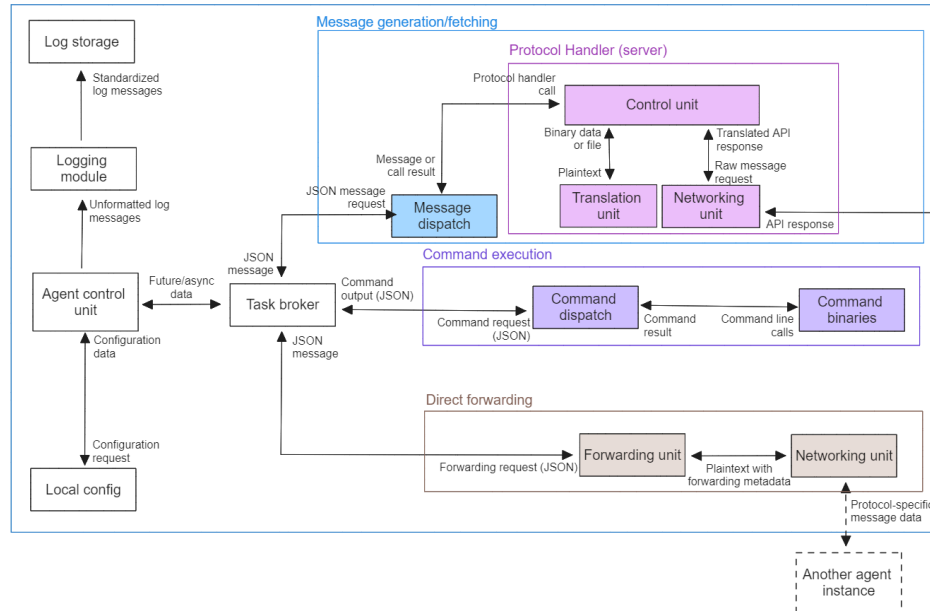 Message generation/fetching
Log storage
Standardized
log messages
Protocol Handler (server)
Protocol handler
call
Control unit
Binary data
or file
Translated API
response
Logging
module
Message or
call result
Plaintext
Raw message
request
JSON message
request
Message
dispatch
Translation
unit
Networking
unit
API response
Unformatted log
messages
JSON
message
Command execution
Agent control
unit
Future/async
data
Task broker
Command
output (JSON)
Command
dispatch
Command
binaries
Command request
(JSON)
Command
result
Command line
calls
Configuration
data
JSON
message
Direct forwarding
Configuration
request
Forwarding unit
Networking unit
Forwarding request (JSON)
Plaintext with
forwarding metadata
Local config
Protocol-specific
message data
Another agent
instance